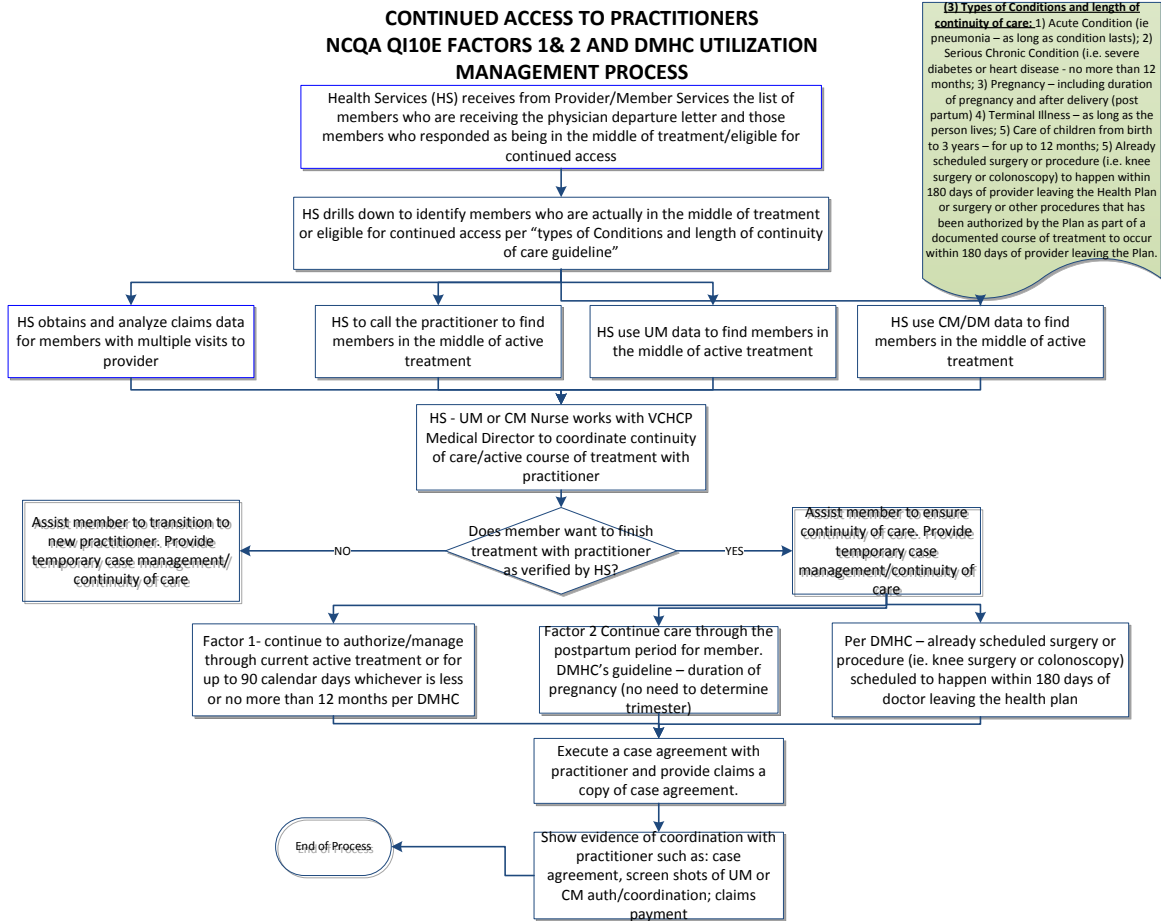 CONTINUED ACCESS TO PRACTITIONERS
NCQA QI10E FACTORS 1& 2 AND DMHC UTILIZATION
MANAGEMENT PROCESS
(3) Types of Conditions and length of
continuity of care: 1) Acute Condition (ie
pneumonia – as long as condition lasts); 2)
Serious Chronic Condition (i.e. severe
diabetes or heart disease - no more than 12
months; 3) Pregnancy – including duration
of pregnancy and after delivery (post
partum) 4) Terminal Illness – as long as the
person lives; 5) Care of children from birth
to 3 years – for up to 12 months; 5) Already
scheduled surgery or procedure (i.e. knee
surgery or colonoscopy) to happen within
180 days of provider leaving the Health Plan
or surgery or other procedures that has
been authorized by the Plan as part of a
documented course of treatment to occur
within 180 days of provider leaving the Plan.
Health Services (HS) receives from Provider/Member Services the list of
members who are receiving the physician departure letter and those
members who responded as being in the middle of treatment/eligible for
continued access
HS drills down to identify members who are actually in the middle of treatment
or eligible for continued access per “types of Conditions and length of continuity
of care guideline”
HS obtains and analyze claims data
for members with multiple visits to
provider
HS to call the practitioner to find
members in the middle of active
treatment
HS use UM data to find members in
the middle of active treatment
HS use CM/DM data to find
members in the middle of active
treatment
HS - UM or CM Nurse works with VCHCP
Medical Director to coordinate continuity
of care/active course of treatment with
practitioner
Does member want to finish
treatment with practitioner
as verified by HS?
NO
YES
Assist member to transition to
new practitioner. Provide
temporary case management/
continuity of care
Assist member to ensure
continuity of care. Provide
temporary case
management/continuity of
care
Factor 1- continue to authorize/manage
through current active treatment or for
up to 90 calendar days whichever is less
or no more than 12 months per DMHC
Factor 2 Continue care through the
postpartum period for member.
DMHC’s guideline – duration of
pregnancy (no need to determine
trimester)
Per DMHC – already scheduled surgery or
procedure (ie. knee surgery or colonoscopy)
scheduled to happen within 180 days of
doctor leaving the health plan
Execute a case agreement with
practitioner and provide claims a
copy of case agreement.
Show evidence of coordination with
practitioner such as: case
agreement, screen shots of UM or
CM auth/coordination; claims
payment
End of Process